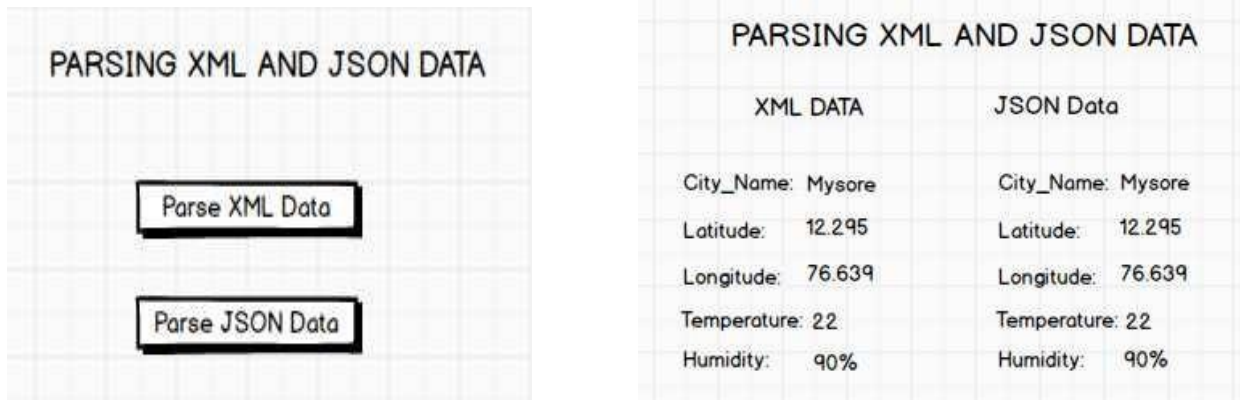 PARSING XML AND JSON DATA
Parse XML Data
Parse JSON Data
PARSING XML AND JSON DATA
XML DATA
City_Name: Mysore
Latitude: 12.295
Longitude: 76.639
Temperature: 22
Humidity: 90%
JSON Data
City_Name: Mysore
Latitude: 12.295
Longitude: 76.639
Temperature: 22
Humidity: 90%